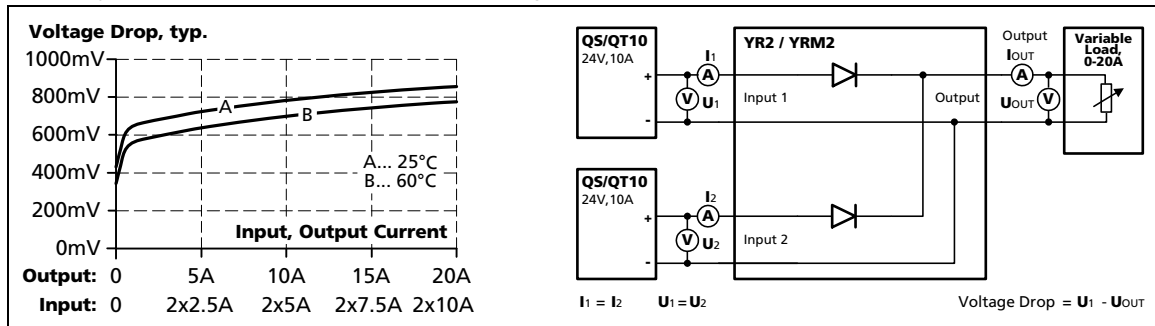 Voltage Drop, typ.
1000mV
800mV
600mV
400mV
200mV
0mV
A
B
A... 25°C
B... 60°C
Input, Output Current
Output: 0 5A 10A 15A 20A
Input: 0 2x2.5A 2x5A 2x7.5A 2x10A
QS/QT10
24V,10A
+
-
I1
A
V U1
YR2 / YRM2
Input 1
Output
Output
IOUT
A
UOUT V
Variable
Load,
0-20A
QS/QT10
24V,10A
+
-
I2
A
V U2
Input 2
I1 = I2 U1 = U2
Voltage Drop = U1 - UOUT